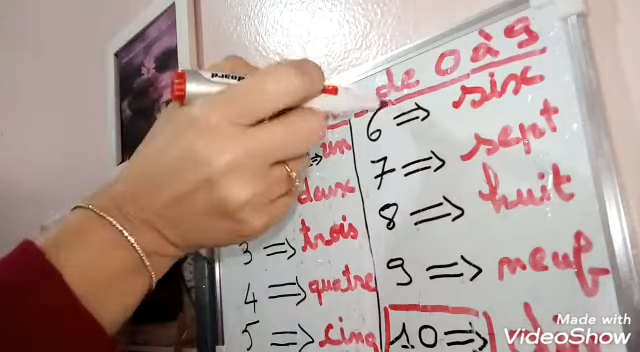 de 0 à 9
un
deux
3 => trois
4 => quatre
5 => cinq
6 => six
7 => sept
8 => huit
9 => neuf
10 =>
Made with
VideoShow